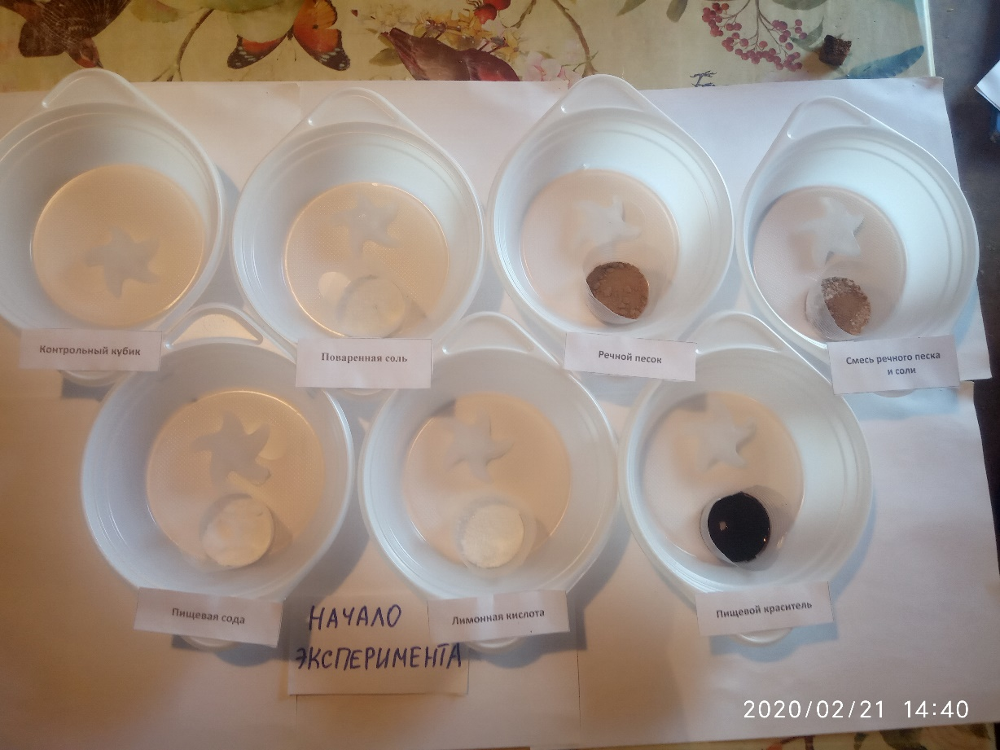 Контрольный кубик
Поваренная соль
Речной песок
Смесь речного песка
и соли
Пищевая сода
Лимонная кислота
Пищевой краситель
НАЧАЛО
ЭКСПЕРИМЕНТА
2020/02/21 14:40